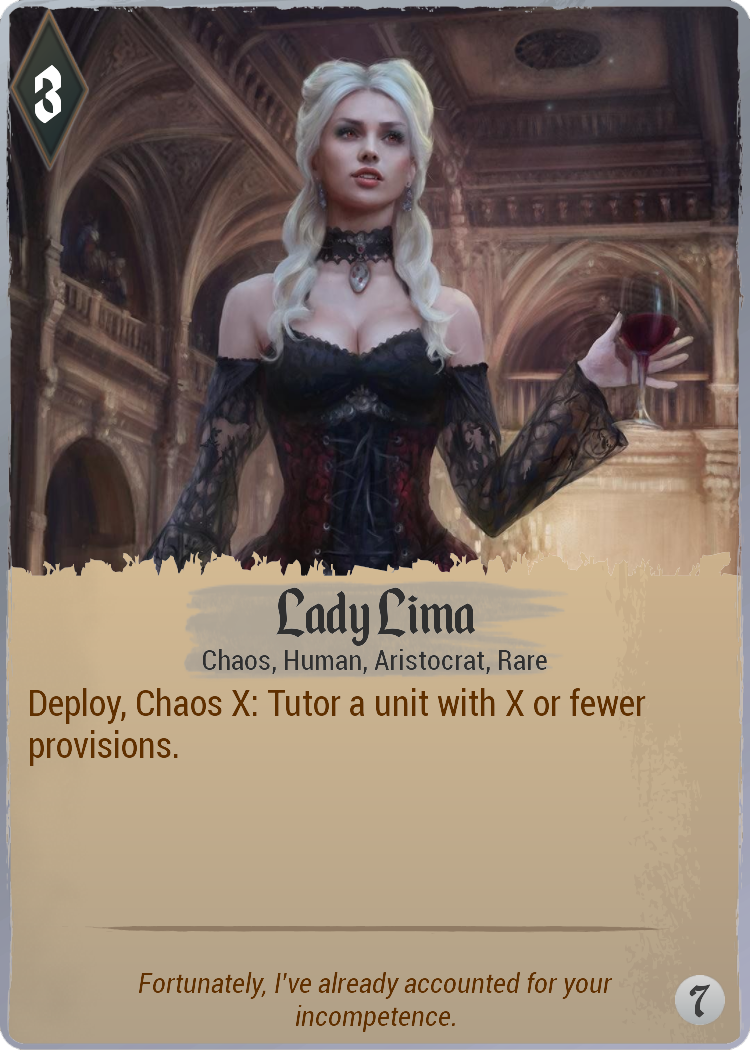 3
Lady Lima
Chaos, Human, Aristocrat, Rare
Deploy, Chaos X: Tutor a unit with X or fewer
provisions.
Fortunately, I've already accounted for your
incompetence.
7